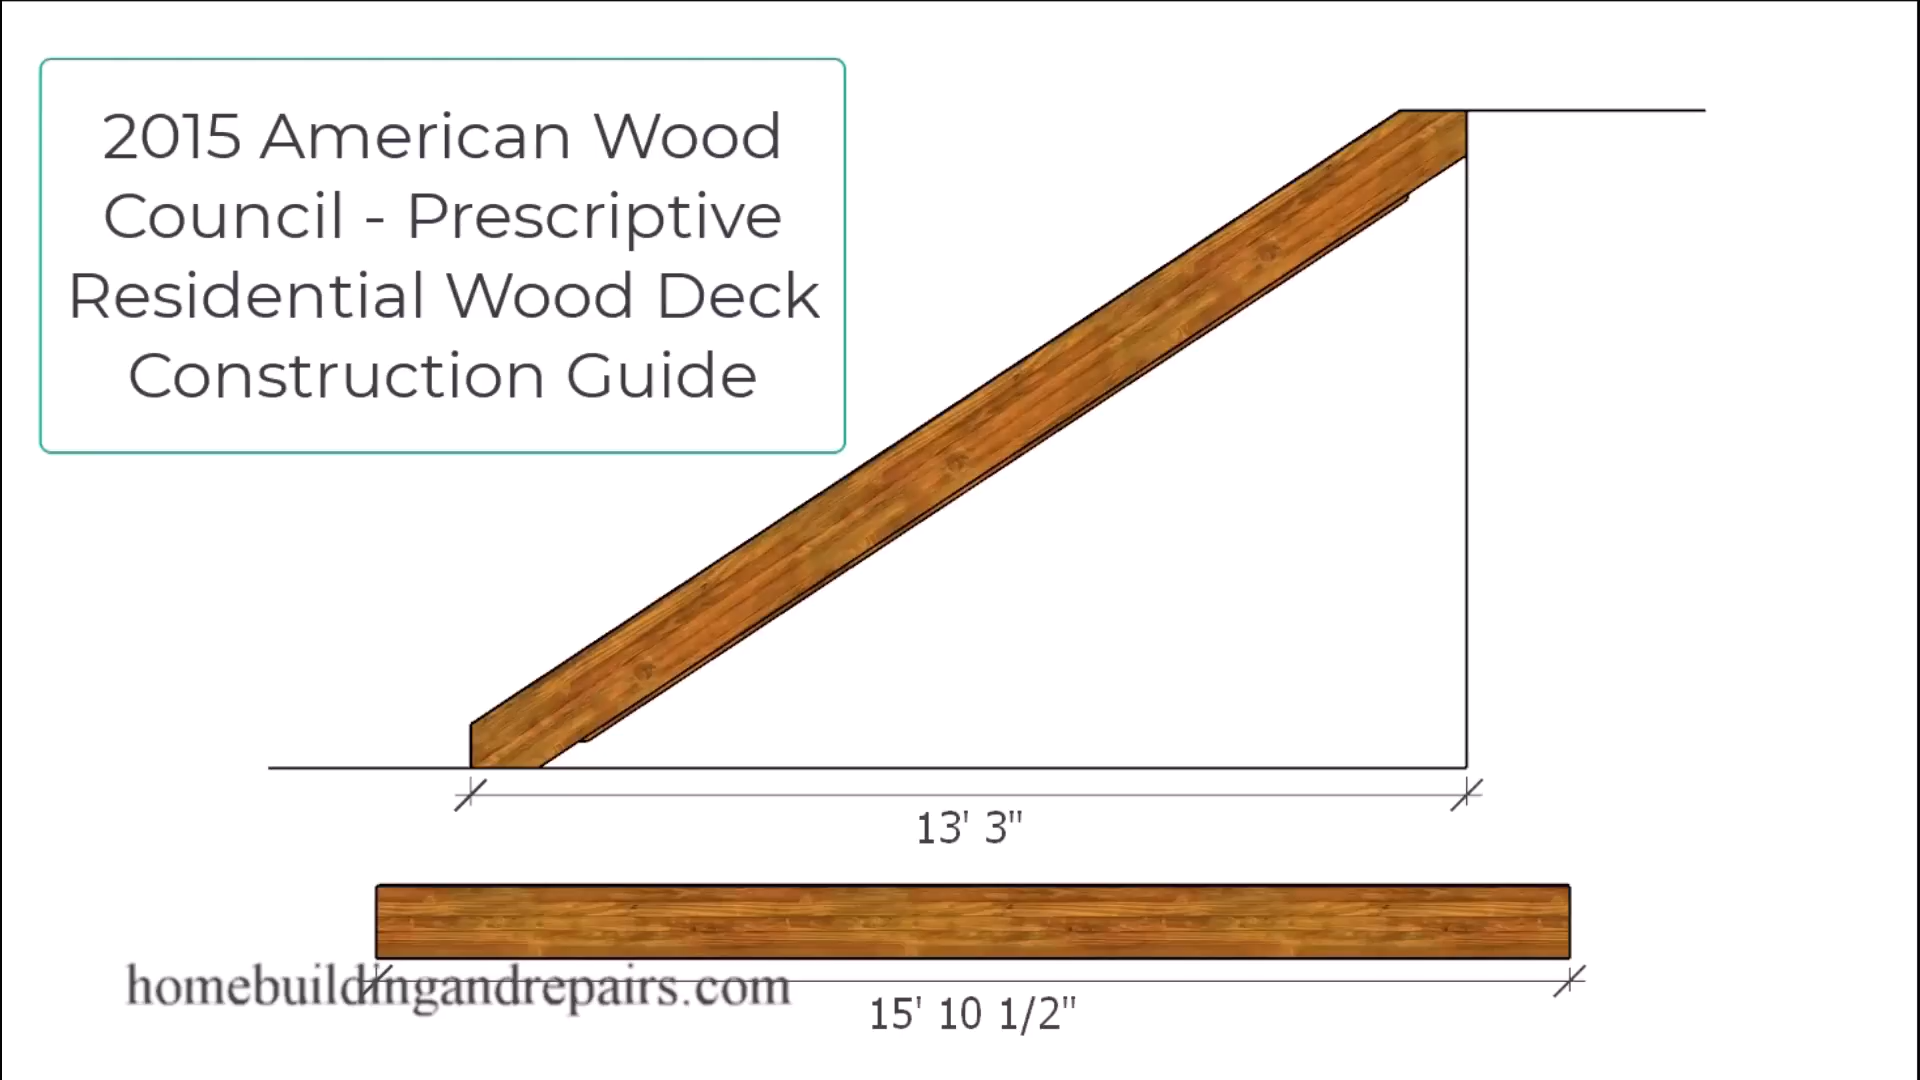 2015 American Wood
Council - Prescriptive
Residential Wood Deck
Construction Guide
13' 3"
homebuildingandrepairs.com
15' 10 1/2"